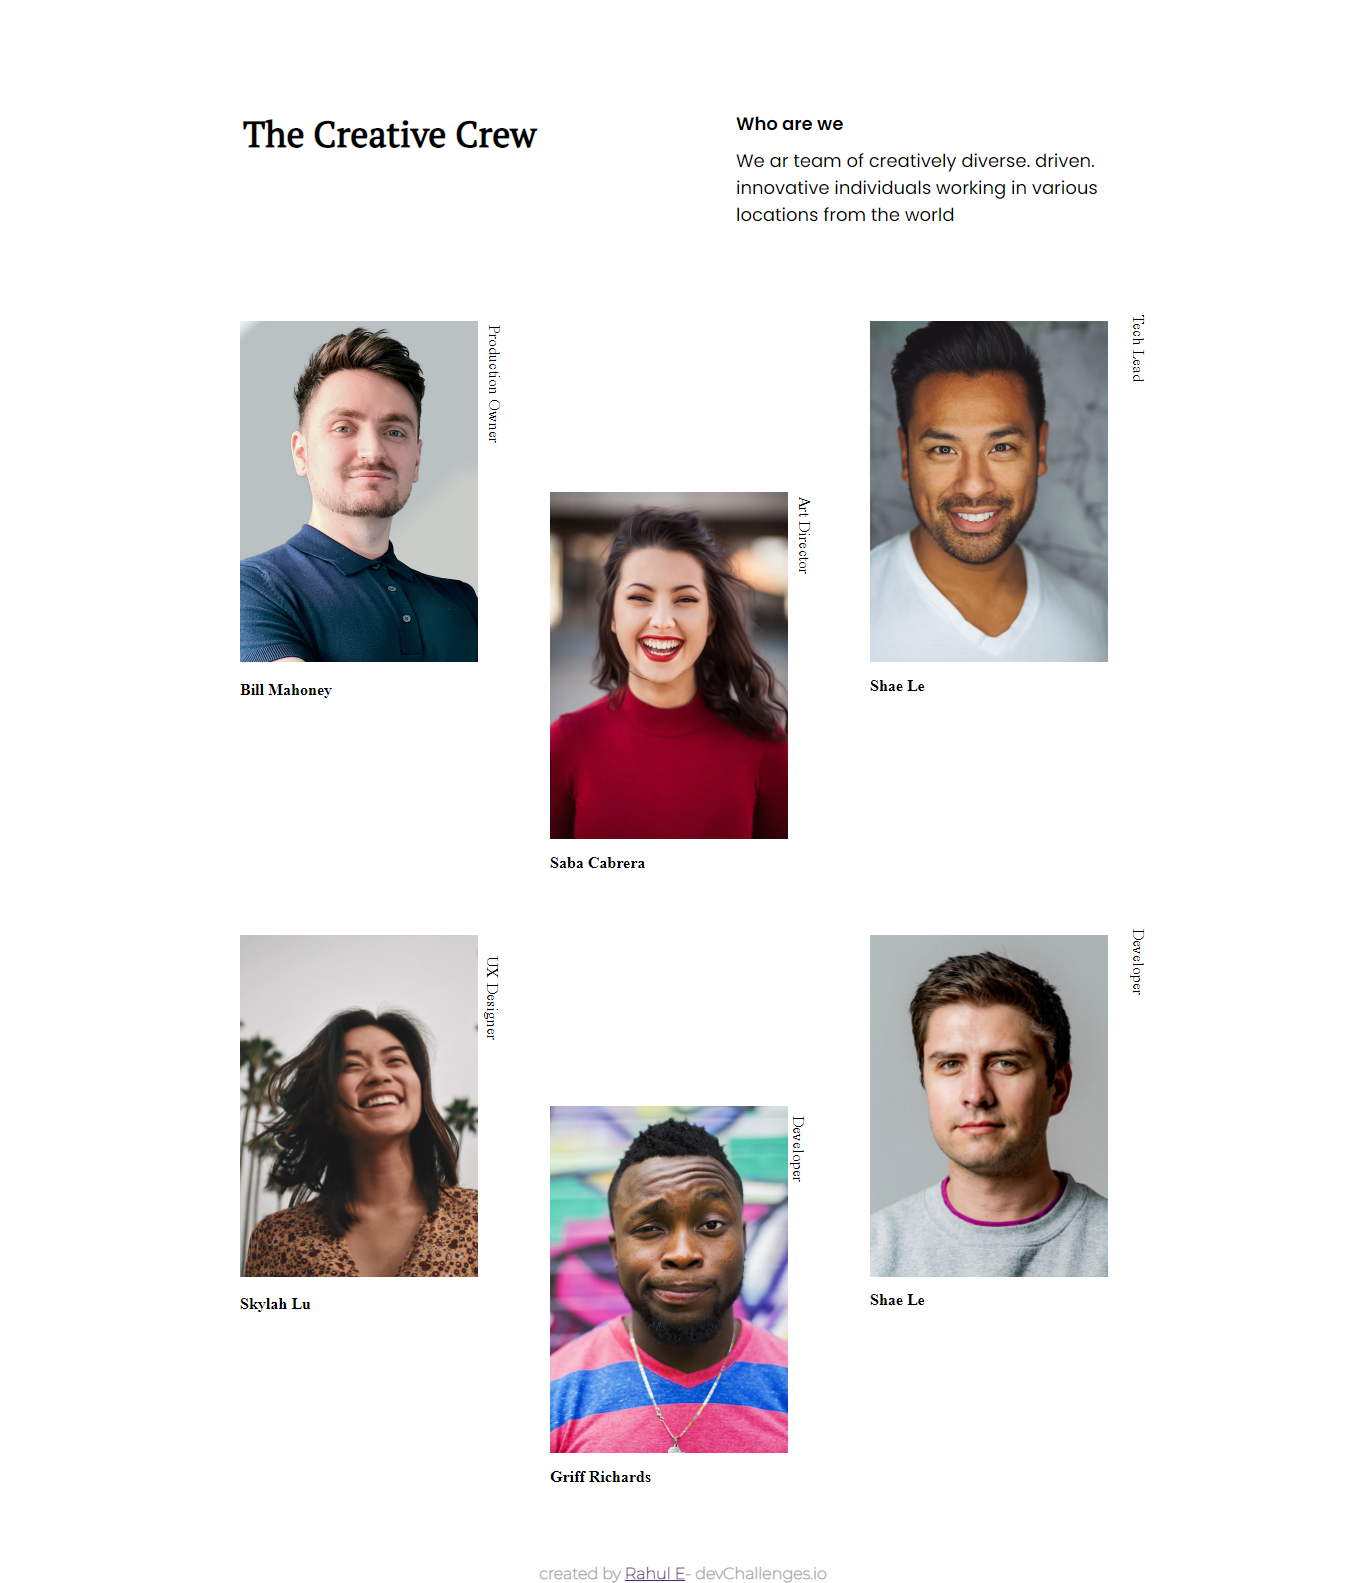 The Creative Crew
Who are we
We ar team of creatively diverse. driven.
innovative individuals working in various
locations from the world
Production Owner
Bill Mahoney
Art Director
Saba Cabrera
Tech Lead
Shae Le
UX Designer
Skylah Lu
Developer
Griff Richards
Developer
Shae Le
created by Rahul E- devChallenges.io